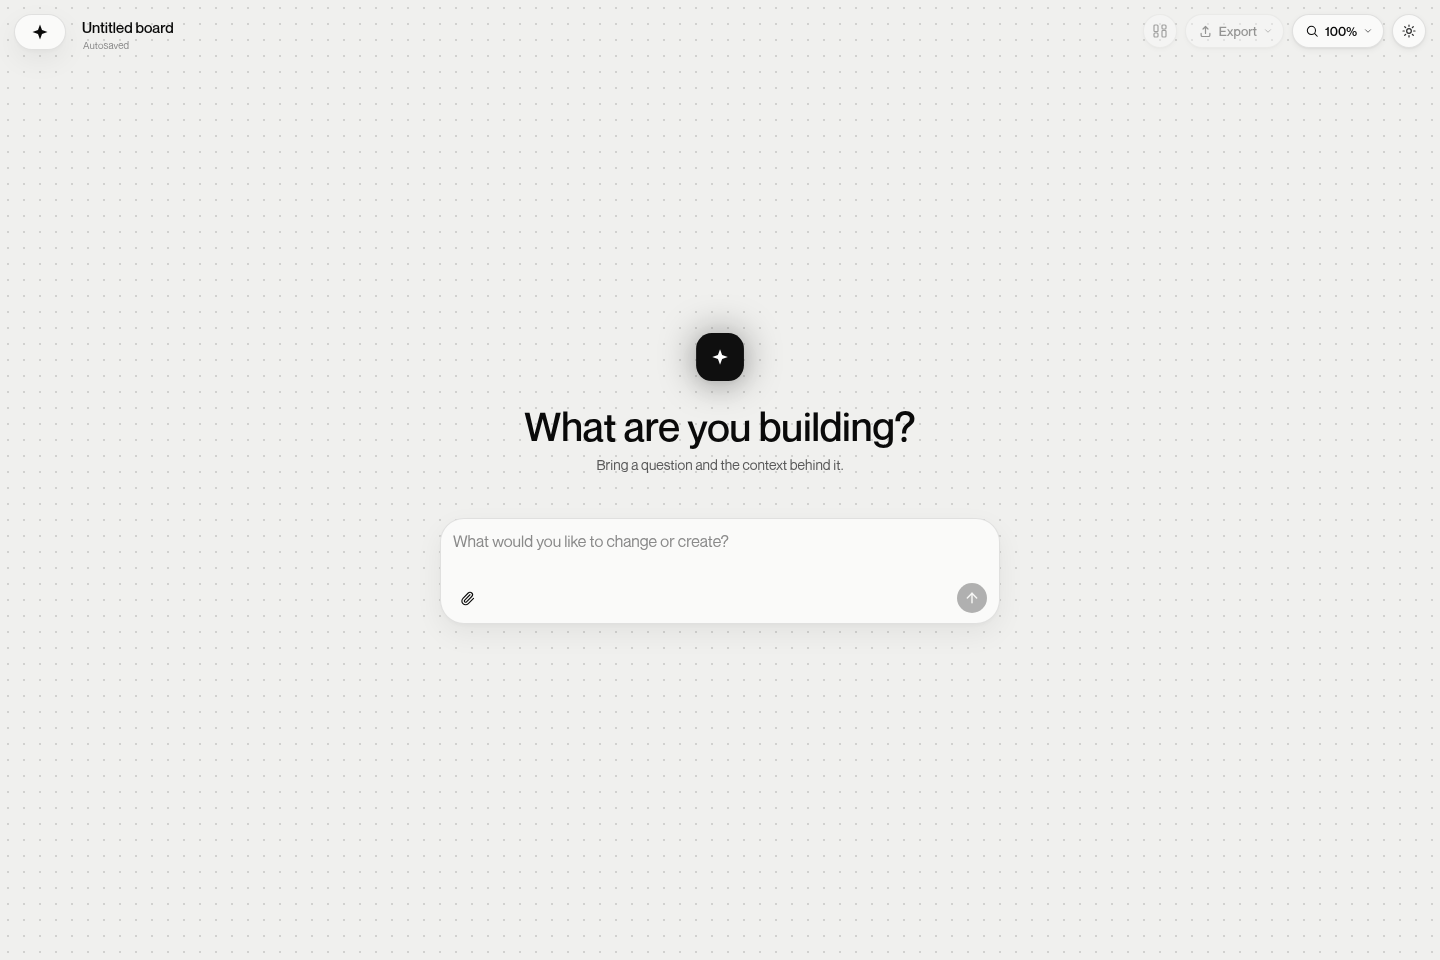 Untitled board
Autosaved
Export
100%
What are you building?
Bring a question and the context behind it.
What would you like to change or create?